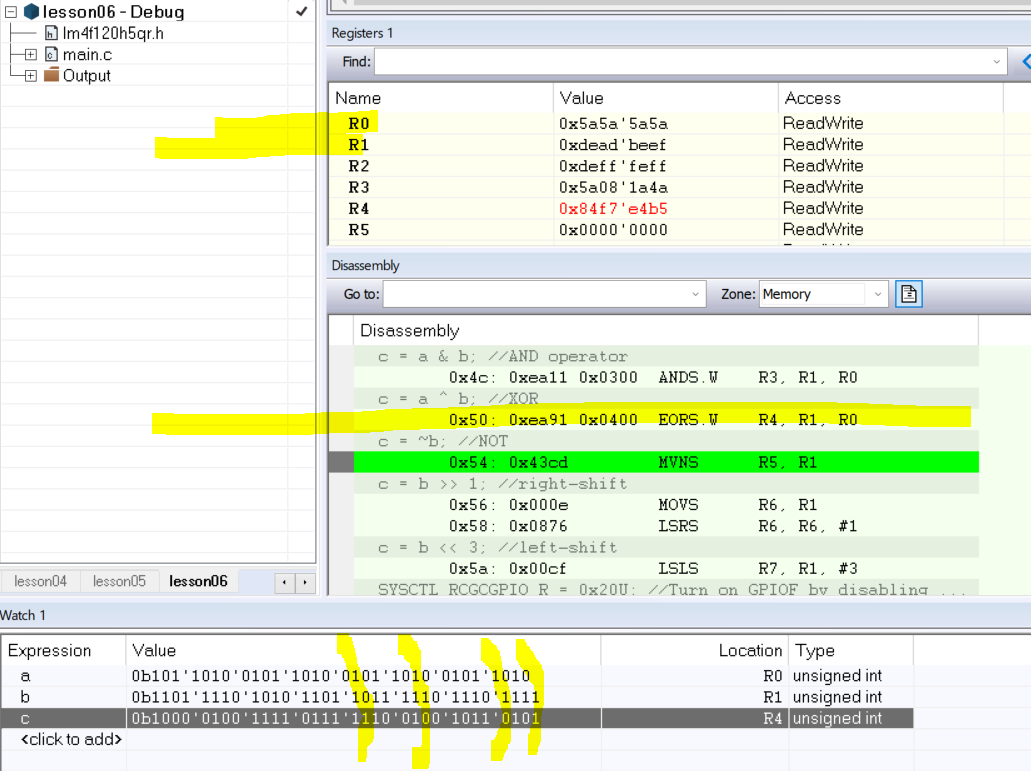 lesson06 - Debug
lm4f120h5qr.h
main.c
Output
lesson04 lesson05 lesson06
Registers 1
Find:
Name Value Access
R0 0x5a5a'5a5a ReadWrite
R1 0xdead'beef ReadWrite
R2 0xdeff'feff ReadWrite
R3 0x5a08'1a4a ReadWrite
R4 0x84f7'e4b5 ReadWrite
R5 0x0000'0000 ReadWrite
Disassembly
Go to: Zone: Memory
Disassembly
c = a & b; //AND operator
0x4c: 0xea11 0x0300 ANDS.W R3, R1, R0
c = a ^ b; //XOR
0x50: 0xea91 0x0400 EORS.W R4, R1, R0
c = ~b; //NOT
0x54: 0x43cd MVNS R5, R1
c = b >> 1; //right-shift
0x56: 0x000e MOVS R6, R1
0x58: 0x0876 LSRS R6, R6, #1
c = b << 3; //left-shift
0x5a: 0x00cf LSLS R7, R1, #3
SYSCTL_RCGCGPIO_R = 0x20U; //Turn on GPIOF by disabling ...
Watch 1
Expression Value Location Type
a 0b101'1010'0101'1010'0101'1010'0101'1010 R0 unsigned int
b 0b1101'1110'1010'1101'1011'1110'1110'1111 R1 unsigned int
c 0b1000'0100'1111'0111'1110'0100'1011'0101 R4 unsigned int
<click to add>